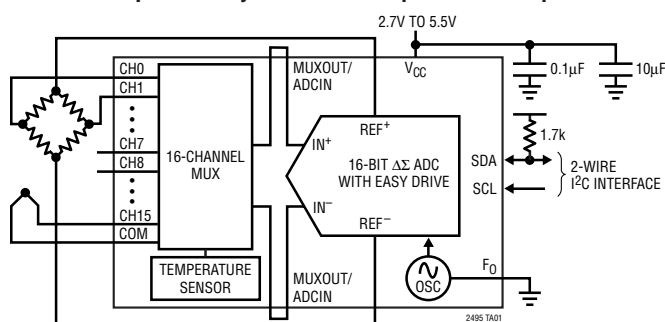 2.7V TO 5.5V
VCC
0.1µF
10µF
1.7k
SDA
SCL
2-WIRE
I2C INTERFACE
CH0
CH1
CH7
CH8
CH15
COM
16-CHANNEL
MUX
TEMPERATURE
SENSOR
MUXOUT/
ADCIN
IN+
IN–
REF+
16-BIT ΔΣ ADC
WITH EASY DRIVE
REF–
MUXOUT/
ADCIN
OSC
FO
2495 TA01